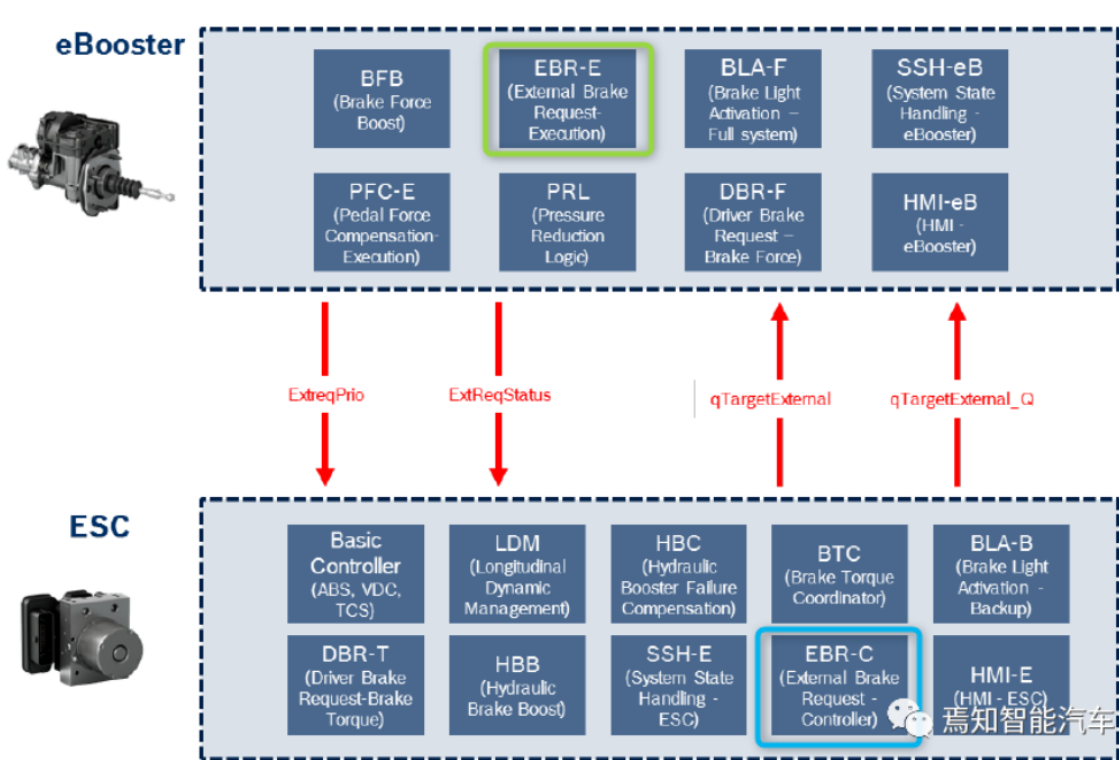 eBooster
BFB
(Brake Force
Boost)
EBR-E
(External Brake
Request-
Execution)
BLA-F
(Brake Light
Activation –
Full system)
SSH-eB
(System State
Handling -
eBooster)
PFC-E
(Pedal Force
Compensation-
Execution)
PRL
(Pressure
Reduction
Logic)
DBR-F
(Driver Brake
Request –
Brake Force)
HMI-eB
(HMI -
eBooster)
ExtreqPrio
ExtReqStatus
qTargetExternal
qTargetExternal_Q
ESC
Basic
Controller
(ABS, VDC,
TCS)
LDM
(Longitudinal
Dynamic
Management)
HBC
(Hydraulic
Booster Failure
Compensation)
BTC
(Brake Torque
Coordinator)
BLA-B
(Brake Light
Activation -
Backup)
DBR-T
(Driver Brake
Request-Brake
Torque)
HBB
(Hydraulic
Brake Boost)
SSH-E
(System State
Handling -
ESC)
EBR-C
(External Brake
Request -
Controller)
HMI-E
(HMI - ESC)
焉知智能汽车